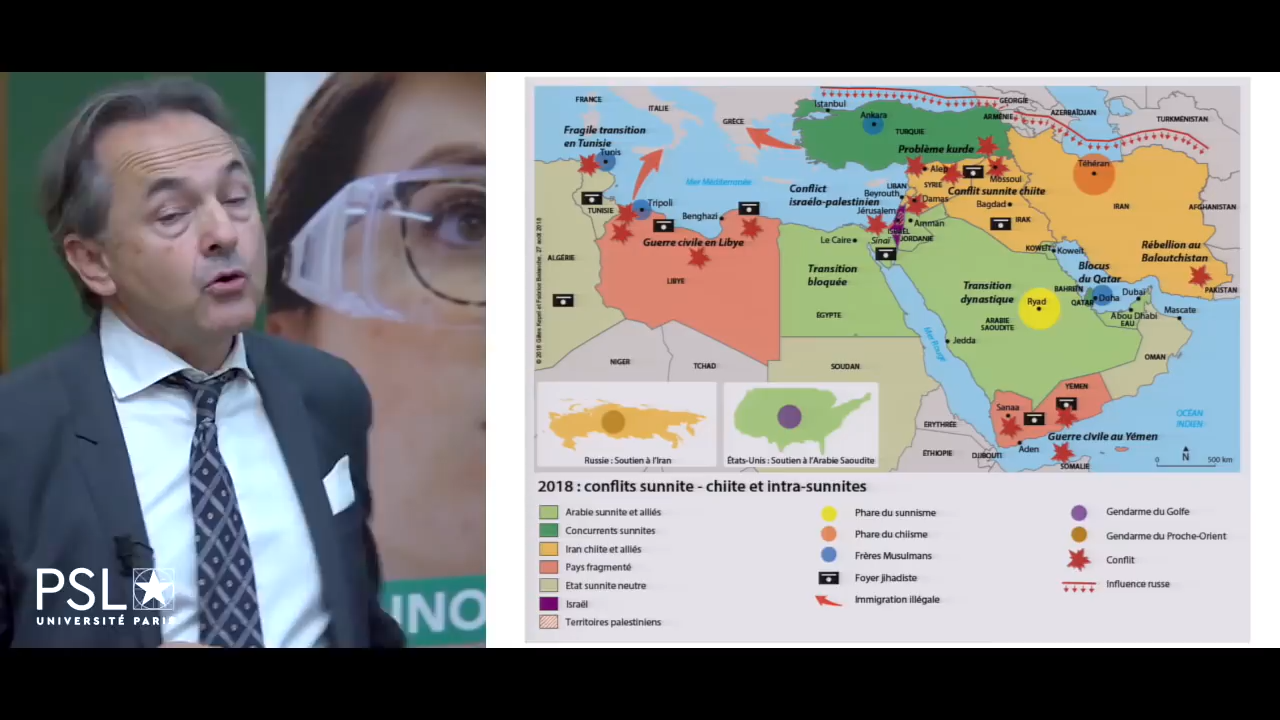 PSL
UNIVERSITÉ PARIS
INO
FRANCE
ITALIE
GRÈCE
Istanbul
Ankara
TURQUIE
GÉORGIE
ARMÉNIE
AZERBAÏDJAN
TURKMÉNISTAN
Fragile transition
en Tunisie
Tunis
TUNISIE
Mer Méditerranée
Problème kurde
Alep
SYRIE
Mossoul
Téhéran
Conflict
israélo-palestinien
Beyrouth
LIBAN
Damas
Conflit sunnite chiite
Bagdad
IRAK
IRAN
AFGHANISTAN
Tripoli
Benghazi
Jérusalem
ISRAËL
Amman
JORDANIE
Guerre civile en Libye
Le Caire
Sinaï
KOWEÏT
Koweït
Rébellion au
Baloutchistan
ALGÉRIE
LIBYE
Transition
bloquée
Blocus
du Qatar
BAHREÏN
QATAR
Doha
Dubaï
PAKISTAN
Transition
dynastique
Ryad
Abou Dhabi
EAU
Mascate
ÉGYPTE
ARABIE
SAOUDITE
Mer Rouge
Jedda
OMAN
NIGER
TCHAD
SOUDAN
YÉMEN
Sanaa
Aden
Guerre civile au Yémen
ÉRYTHRÉE
ÉTHIOPIE
DJIBOUTI
SOMALIE
OCÉAN
INDIEN
N
0 500 km
Russie : Soutien à l'Iran
États-Unis : Soutien à l'Arabie Saoudite
2018 : conflits sunnite - chiite et intra-sunnites
Arabie sunnite et alliés
Concurrents sunnites
Iran chiite et alliés
Pays fragmenté
Etat sunnite neutre
Israël
Territoires palestiniens
Phare du sunnisme
Phare du chiisme
Frères Musulmans
Foyer jihadiste
Immigration illégale
Gendarme du Golfe
Gendarme du Proche-Orient
Conflit
Influence russe